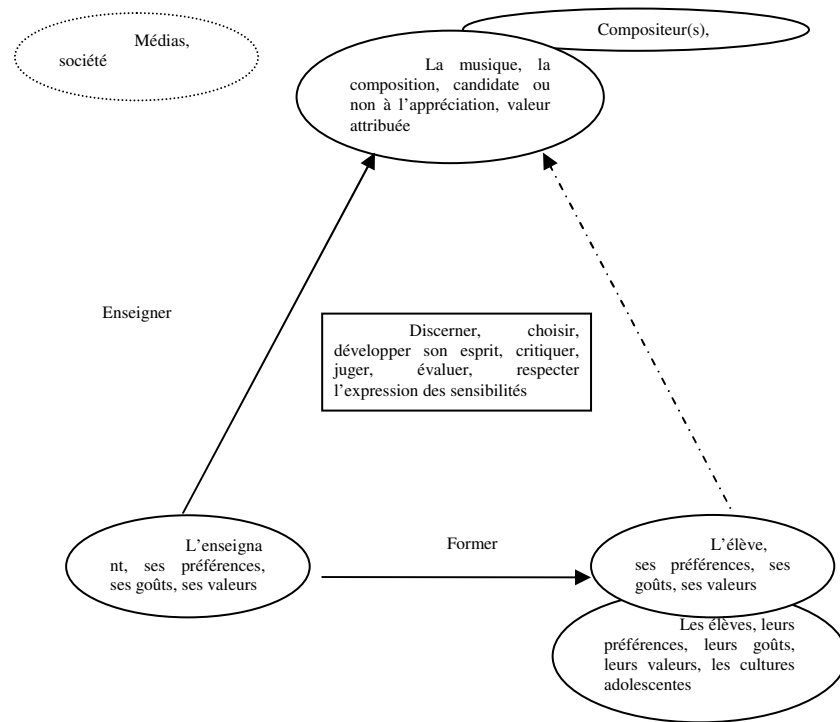 Médias,
société
Compositeur(s),
La musique, la
composition, candidate ou
non à l'appréciation, valeur
attribuée
Enseigner
Discerner, choisir,
développer son esprit, critiquer,
juger, évaluer, respecter
l'expression des sensibilités
L'enseigna
nt, ses préférences,
ses goûts, ses valeurs
Former
L'élève,
ses préférences, ses
goûts, ses valeurs
Les élèves, leurs
préférences, leurs goûts,
leurs valeurs, les cultures
adolescentes